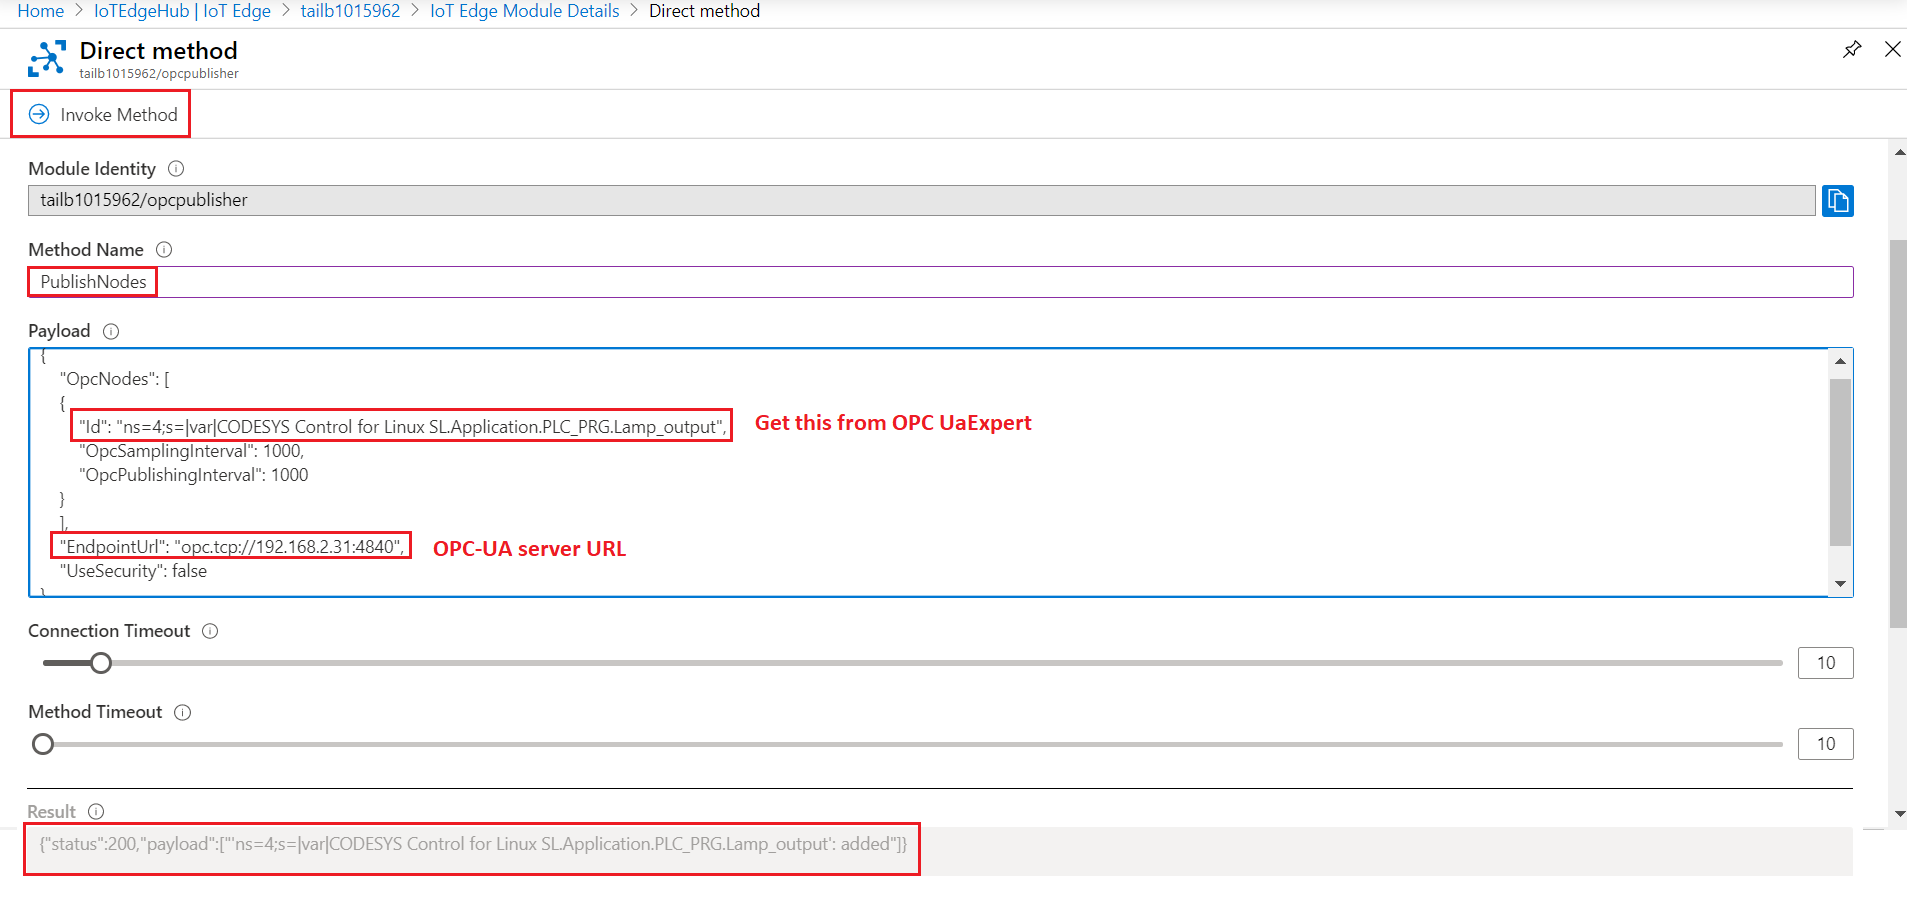 Home > IoTEdgeHub | IoT Edge > tailb1015962 > IoT Edge Module Details > Direct method
Direct method
tailb1015962/opcpublisher
Invoke Method
Module Identity
tailb1015962/opcpublisher
Method Name
PublishNodes
Payload
{
"OpcNodes": [
{
"Id": "ns=4;s=|var|CODESYS Control for Linux SL.Application.PLC_PRG.Lamp_output", Get this from OPC UaExpert
"OpcSamplingInterval": 1000,
"OpcPublishingInterval": 1000
}
],
"EndpointUrl": "opc.tcp://192.168.2.31:4840", OPC-UA server URL
"UseSecurity": false
}
Connection Timeout
10
Method Timeout
10
Result
{"status":200,"payload":["'ns=4;s=|var|CODESYS Control for Linux SL.Application.PLC_PRG.Lamp_output': added"]}